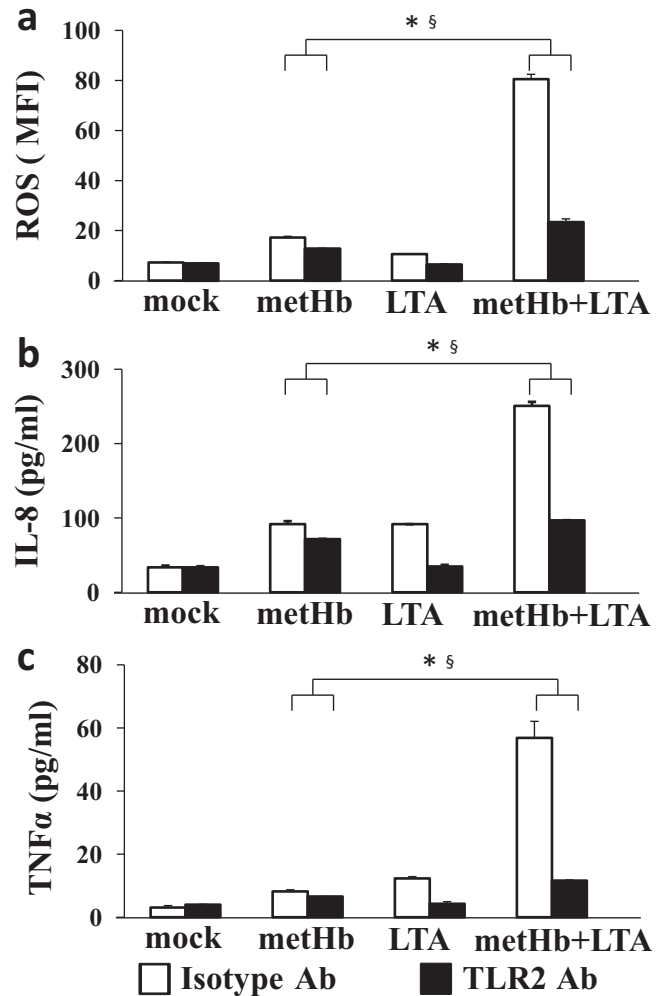 a
* §
ROS ( MFI)
100
80
60
40
20
0
mock metHb LTA metHb+LTA
b
* §
IL-8 (pg/ml)
300
200
100
0
mock metHb LTA metHb+LTA
c
* §
TNFα (pg/ml)
80
60
40
20
0
mock metHb LTA metHb+LTA
Isotype Ab TLR2 Ab